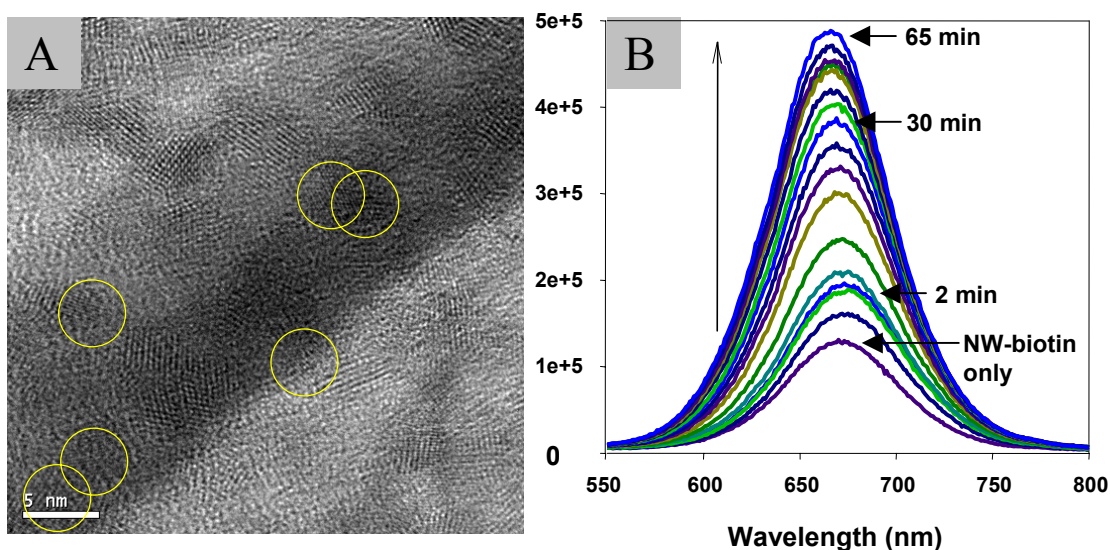 A
5 nm
B
5e+5
4e+5
3e+5
2e+5
1e+5
0
65 min
30 min
2 min
NW-biotin
only
550
600
650
700
750
800
Wavelength (nm)